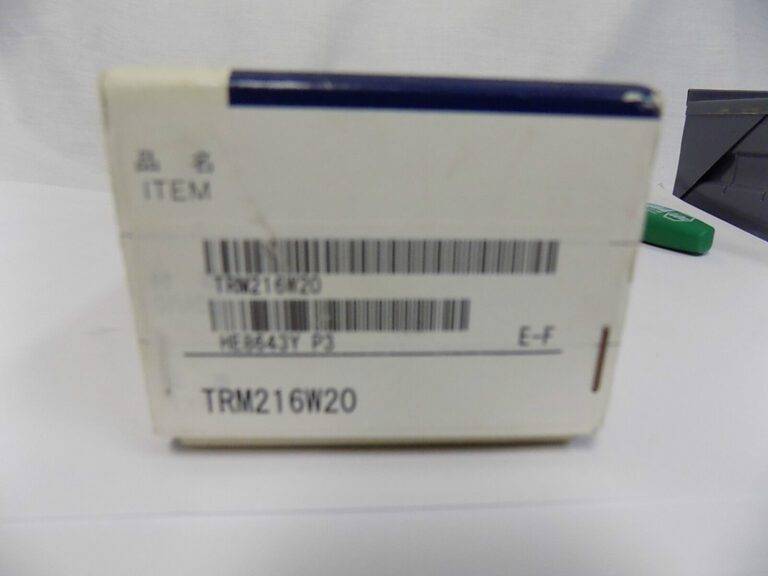 品 名
ITEM
TRM216W20
HE8643Y P3
E-F
TRM216W20